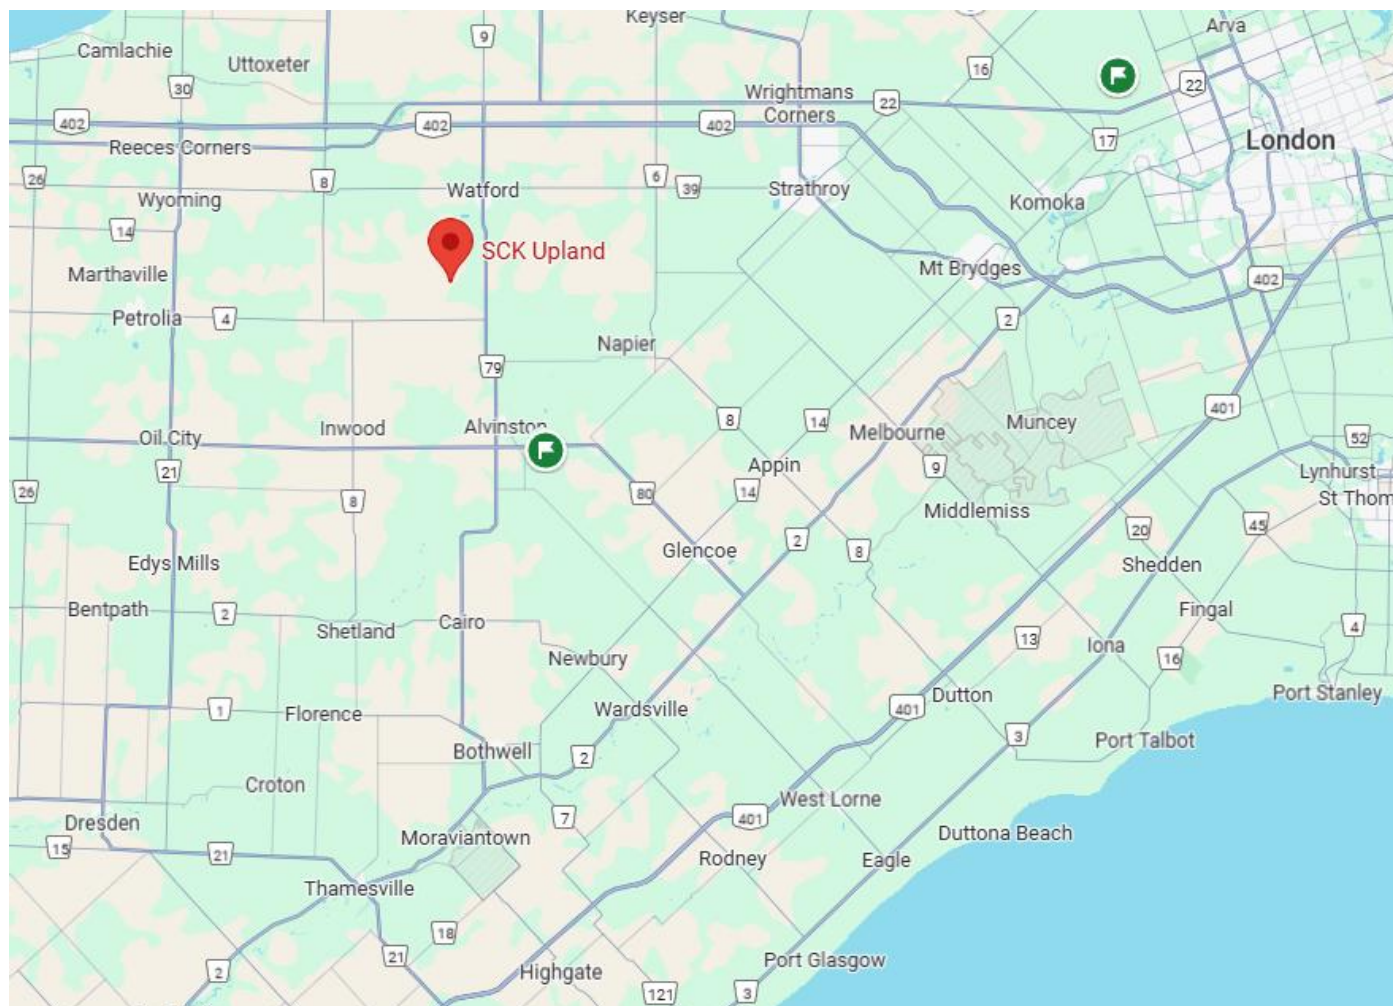 Keyser
Arva
Camlachie
9
Uttoxeter
16
22
30
Wrightmans
Corners
22
402
402
402
London
17
Reeces Corners
26
8
6
39
Watford
Strathroy
Wyoming
Komoka
14
SCK Upland
Marthaville
Mt Brydges
402
Petrolia
4
2
Napier
79
401
8
14
Oil City
Inwood
Alvinston
Melbourne
Muncey
52
21
Appin
9
Lynhurst
26
8
80
14
St Thom
Middlemiss
20
45
Glencoe
2
8
Edys Mills
Shedden
Bentpath
2
Shetland
Cairo
Fingal
4
13
Iona
Newbury
16
1
Florence
Wardsville
401
Dutton
Port Stanley
3
Port Talbot
Bothwell
2
Croton
West Lorne
Dresden
7
401
Duttona Beach
15
21
Moraviantown
Rodney
Eagle
Thamesville
18
21
2
Highgate
Port Glasgow
121
3